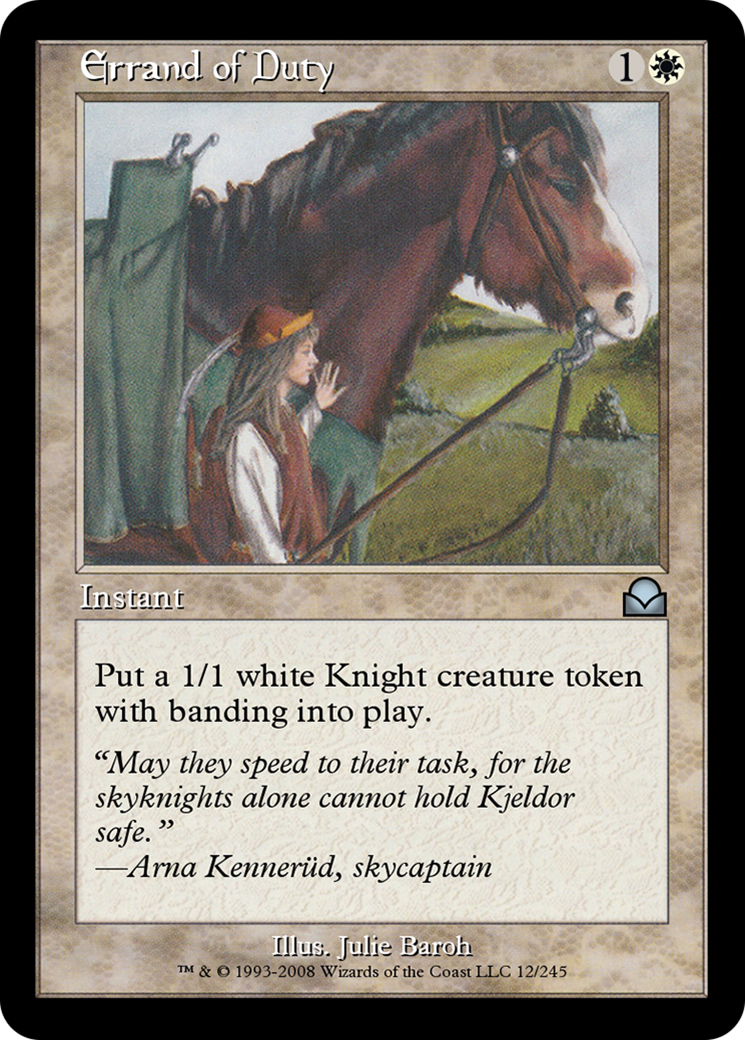 Errand of Duty 1
Instant
Put a 1/1 white Knight creature token
with banding into play.
“May they speed to their task, for the
skyknights alone cannot hold Kjeldor
safe.”
—Arna Kennerüd, skycaptain
Illus. Julie Baroh
™ & © 1993-2008 Wizards of the Coast LLC 12/245